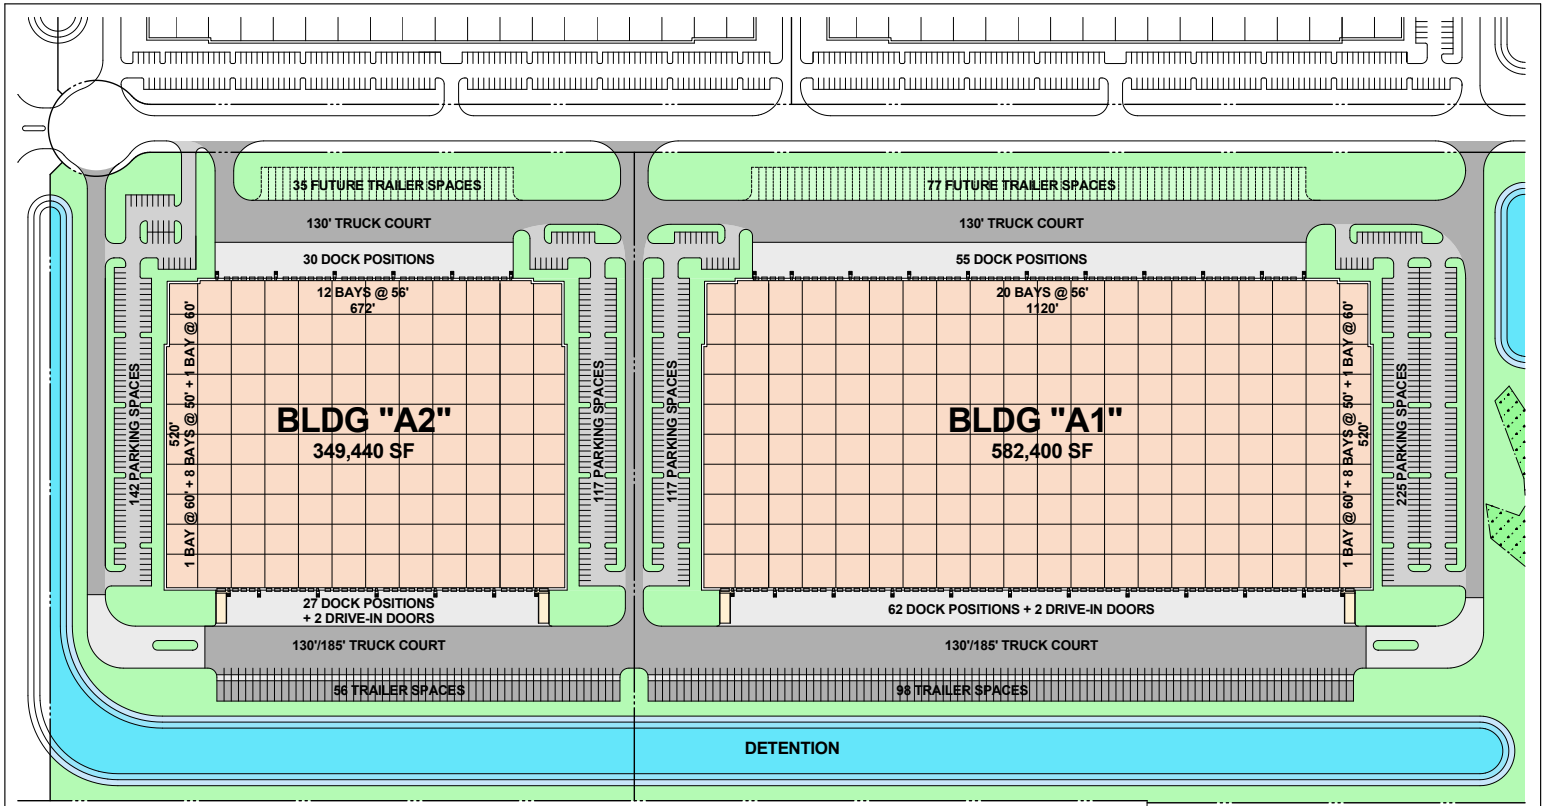 35 FUTURE TRAILER SPACES
77 FUTURE TRAILER SPACES
130' TRUCK COURT
130' TRUCK COURT
30 DOCK POSITIONS
55 DOCK POSITIONS
12 BAYS @ 56'
672'
20 BAYS @ 56'
1120'
142 PARKING SPACES
520'
1 BAY @ 60' + 8 BAYS @ 50' + 1 BAY @ 60'
BLDG "A2"
349,440 SF
117 PARKING SPACES
117 PARKING SPACES
BLDG "A1"
582,400 SF
1 BAY @ 60' + 8 BAYS @ 50' + 1 BAY @ 60'
520'
225 PARKING SPACES
27 DOCK POSITIONS
+ 2 DRIVE-IN DOORS
62 DOCK POSITIONS + 2 DRIVE-IN DOORS
130'/185' TRUCK COURT
130'/185' TRUCK COURT
56 TRAILER SPACES
98 TRAILER SPACES
DETENTION